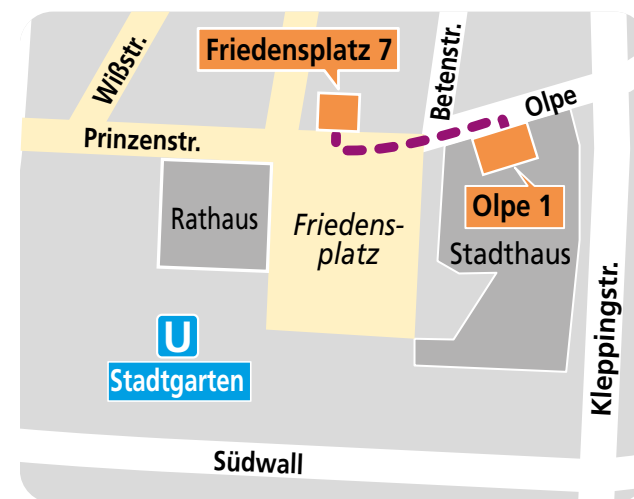 Wißstr.
Friedensplatz 7
Betenstr.
Olpe
Prinzenstr.
Olpe 1
Rathaus
Friedens-
platz
Stadthaus
Kleppingstr.
U
Stadtgarten
Südwall